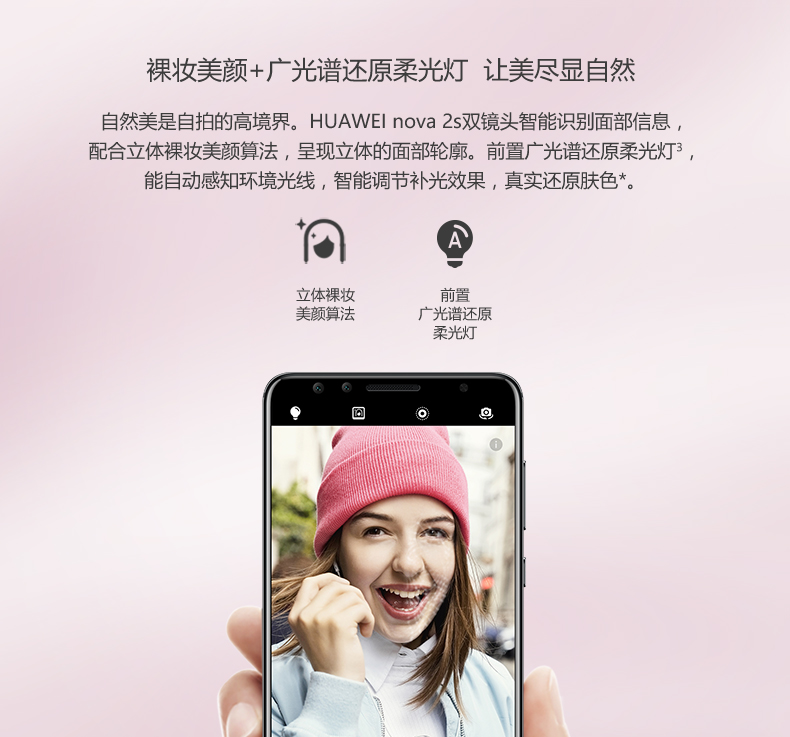 裸妆美颜+广光谱还原柔光灯 让美尽显自然
自然美是自拍的高境界。HUAWEI nova 2s双镜头智能识别面部信息，
配合立体裸妆美颜算法，呈现立体的面部轮廓。前置广光谱还原柔光灯³，
能自动感知环境光线，智能调节补光效果，真实还原肤色*。
A
立体裸妆
美颜算法
前置
广光谱还原
柔光灯